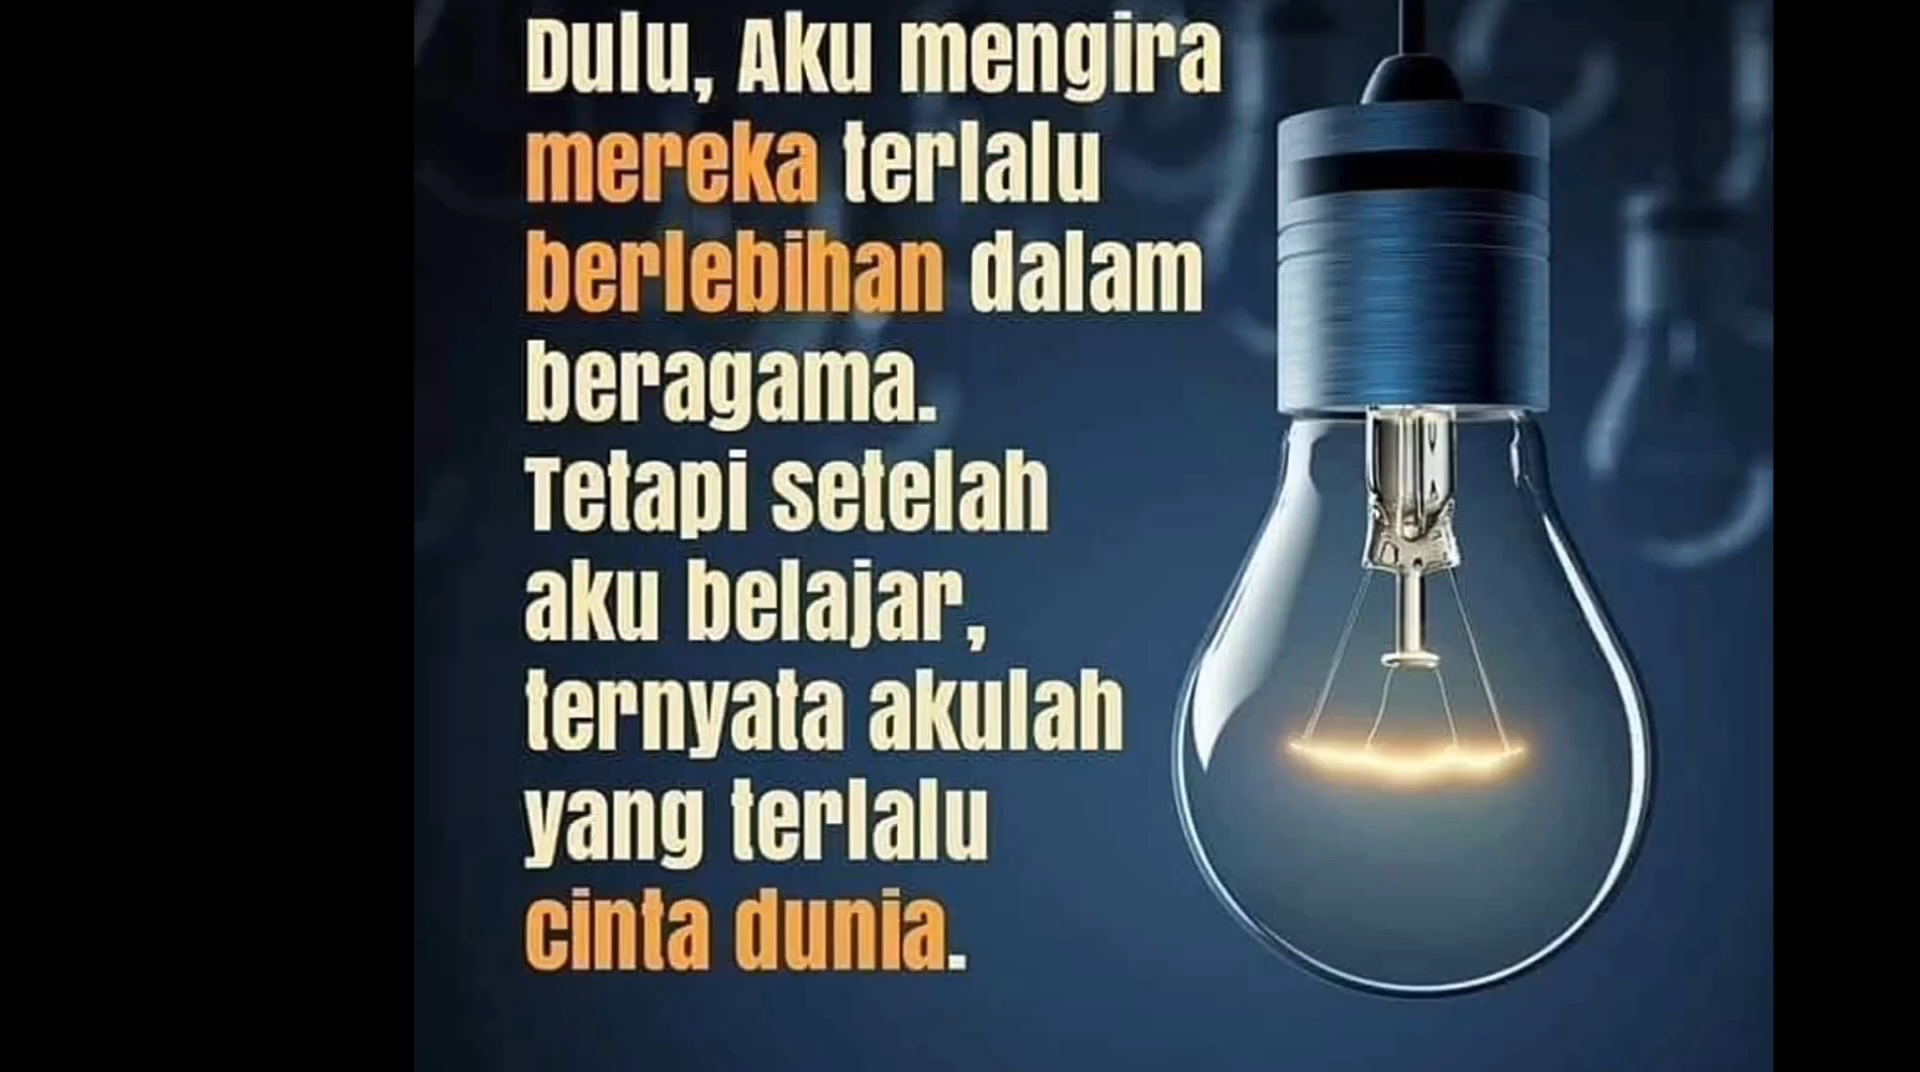 Dulu, Aku mengira
mereka terlalu
berlebihan dalam
beragama.
Tetapi setelah
aku belajar,
ternyata akulah
yang terlalu
cinta dunia.